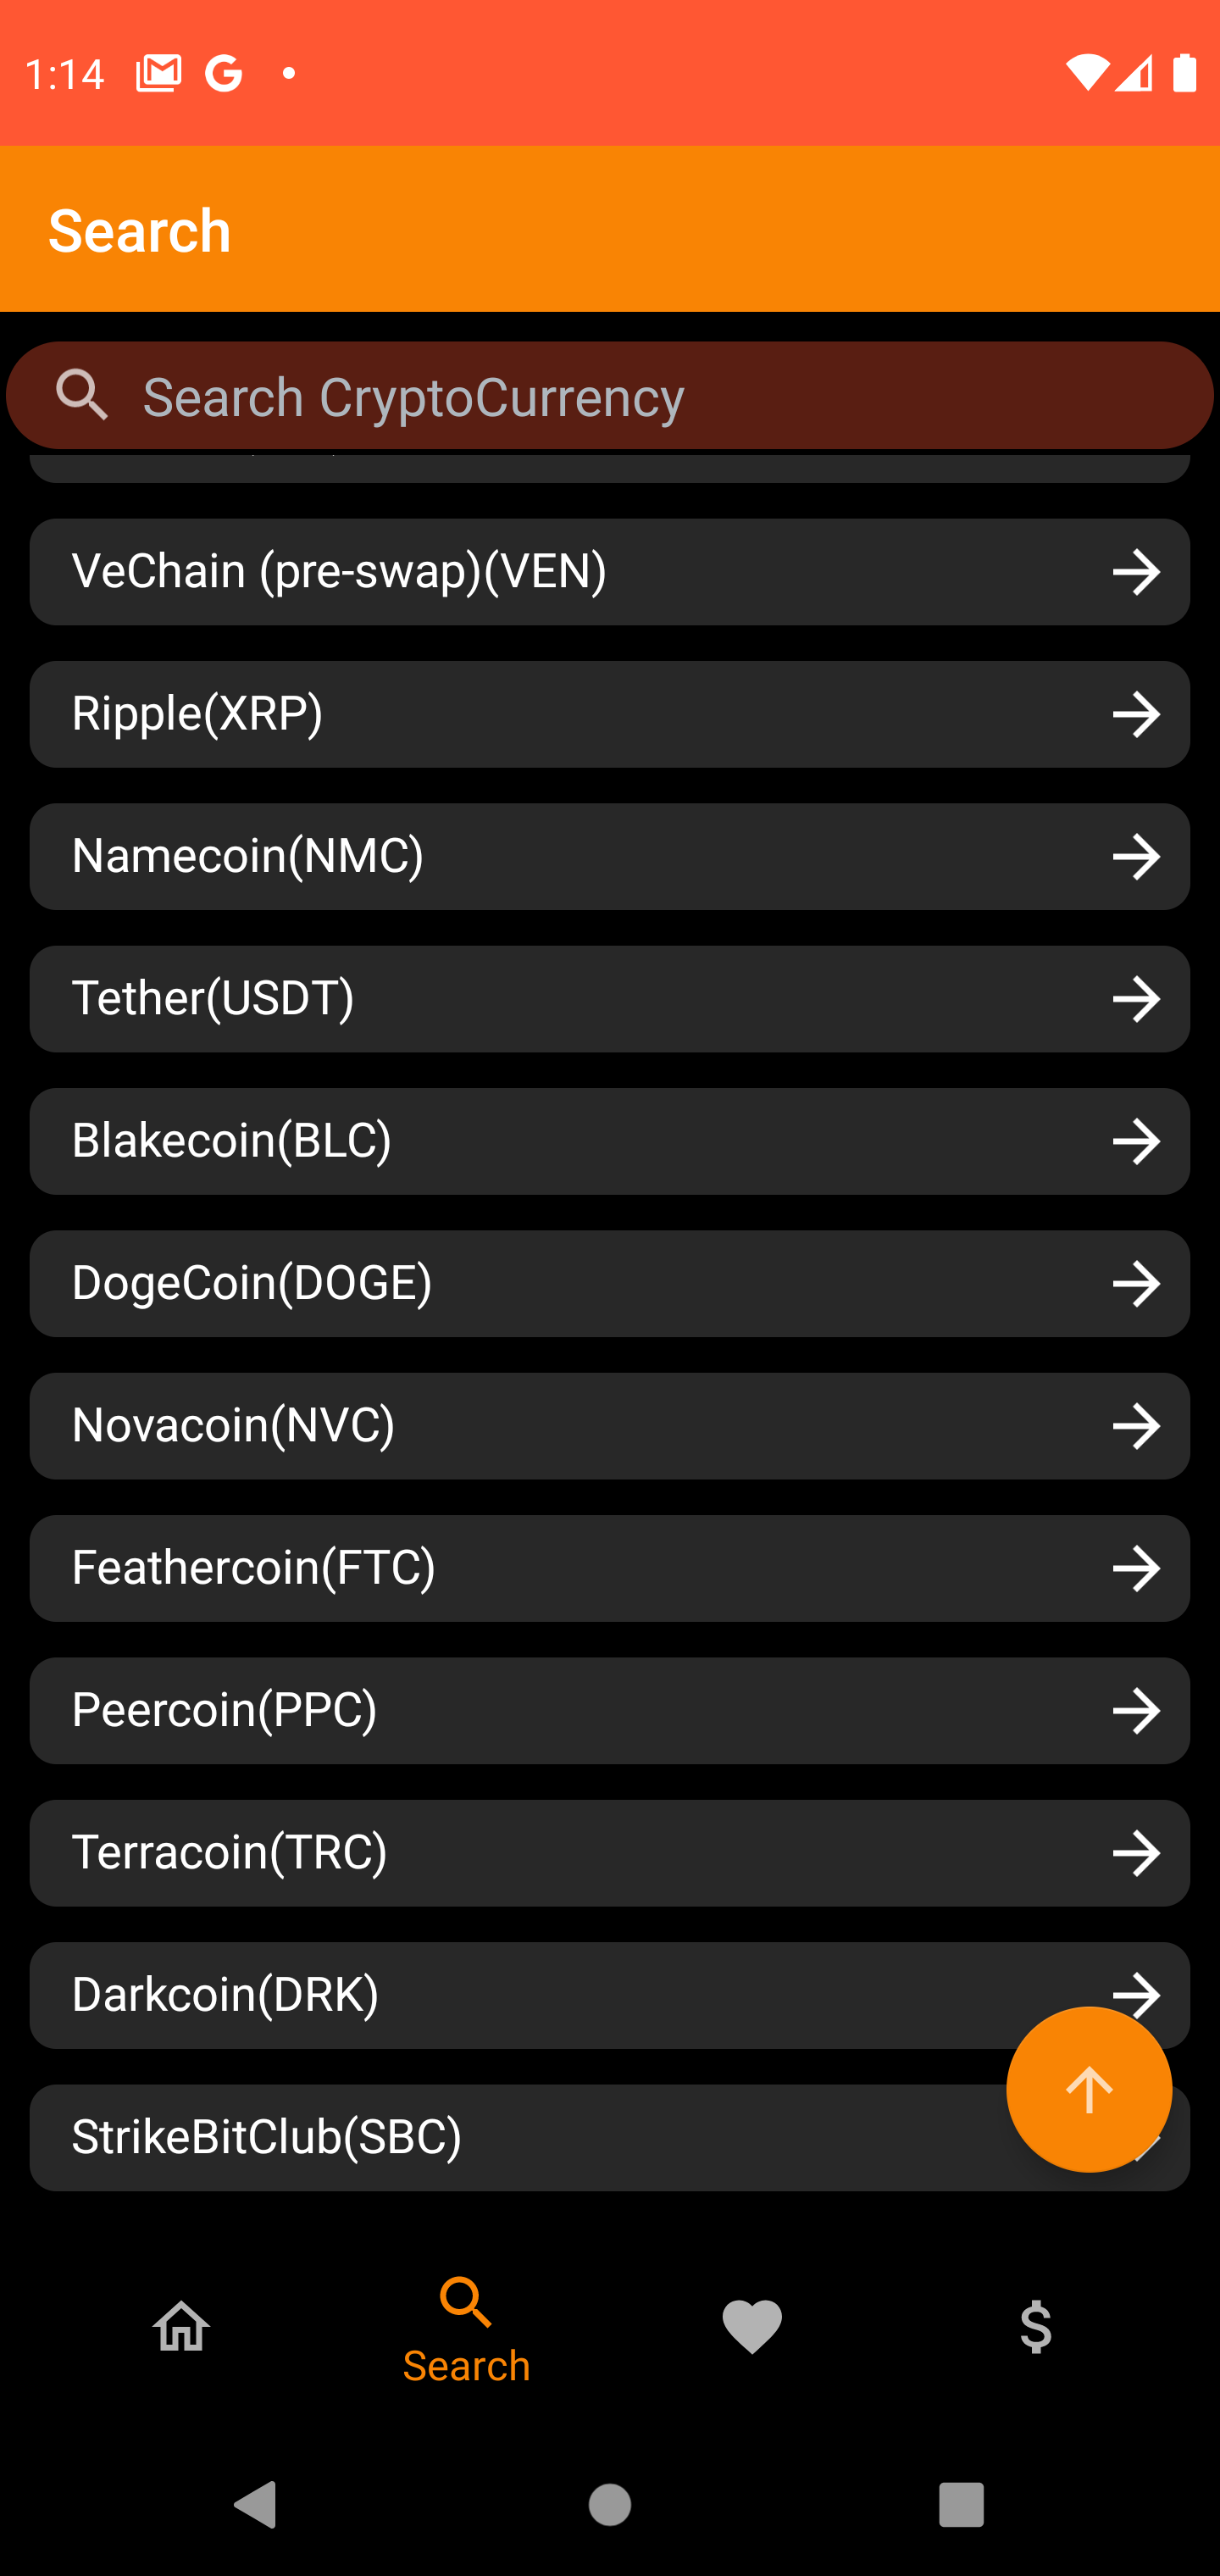 1:14
Search
Search CryptoCurrency
VeChain (pre-swap)(VEN)
Ripple(XRP)
Namecoin(NMC)
Tether(USDT)
Blakecoin(BLC)
DogeCoin(DOGE)
Novacoin(NVC)
Feathercoin(FTC)
Peercoin(PPC)
Terracoin(TRC)
Darkcoin(DRK)
StrikeBitClub(SBC)
Search